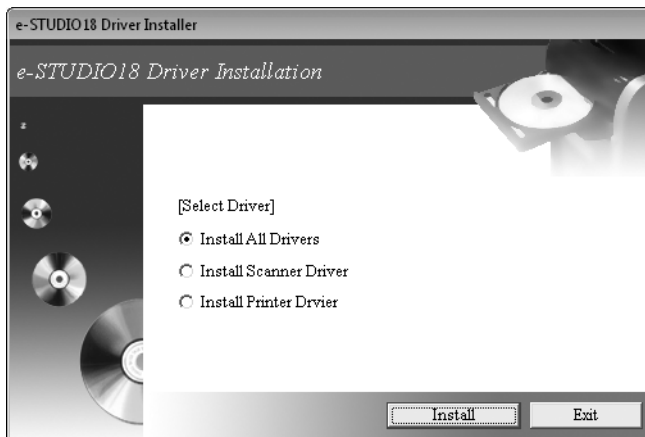 e-STUDIO18 Driver Installer
e-STUDIO18 Driver Installation
[Select Driver]
Install All Drivers
Install Scanner Driver
Install Printer Drvier
Install
Exit